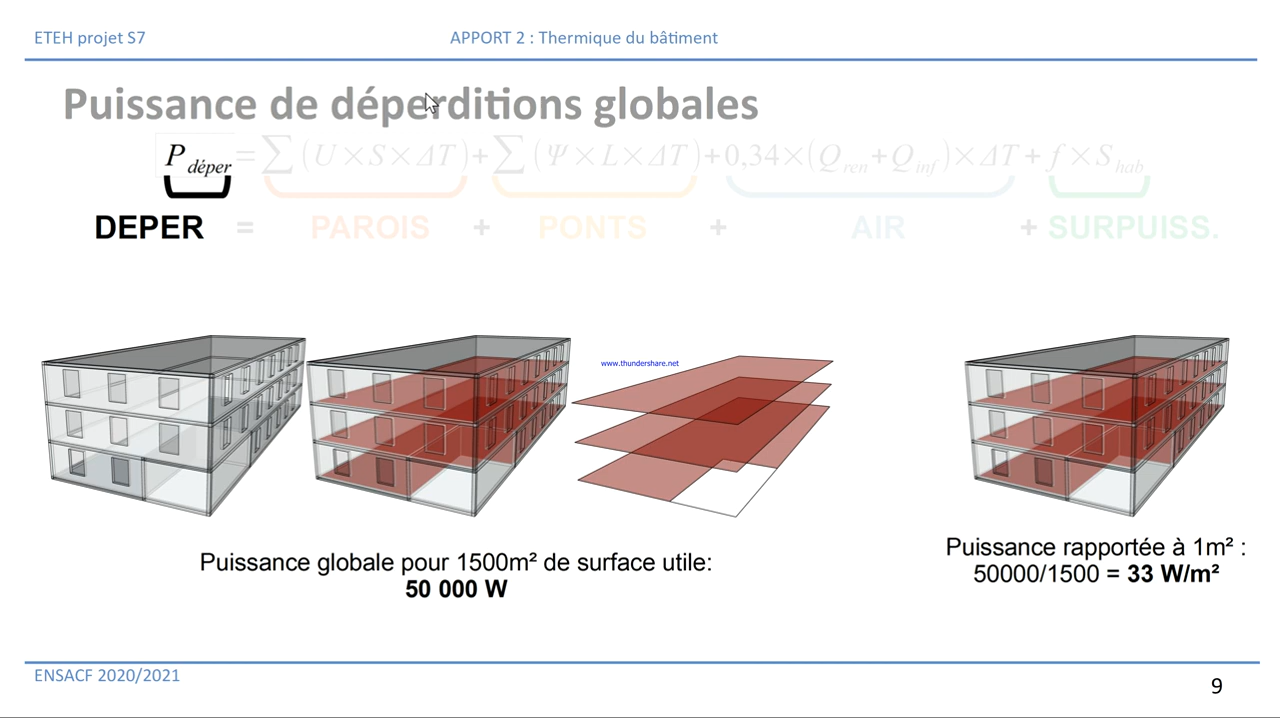 ETEH projet S7
APPORT 2 : Thermique du bâtiment
Puissance de déperditions globales
P déper = ∑ (U×S×ΔT) + ∑ (Ψ×L×ΔT) + 0,34×(Q ren + Q inf)×ΔT + f×S hab
DEPER = PAROIS + PONTS + AIR + SURPUISS.
www.thundershare.net
Puissance globale pour 1500m² de surface utile:
50 000 W
Puissance rapportée à 1m² :
50000/1500 = 33 W/m²
ENSACF 2020/2021
9